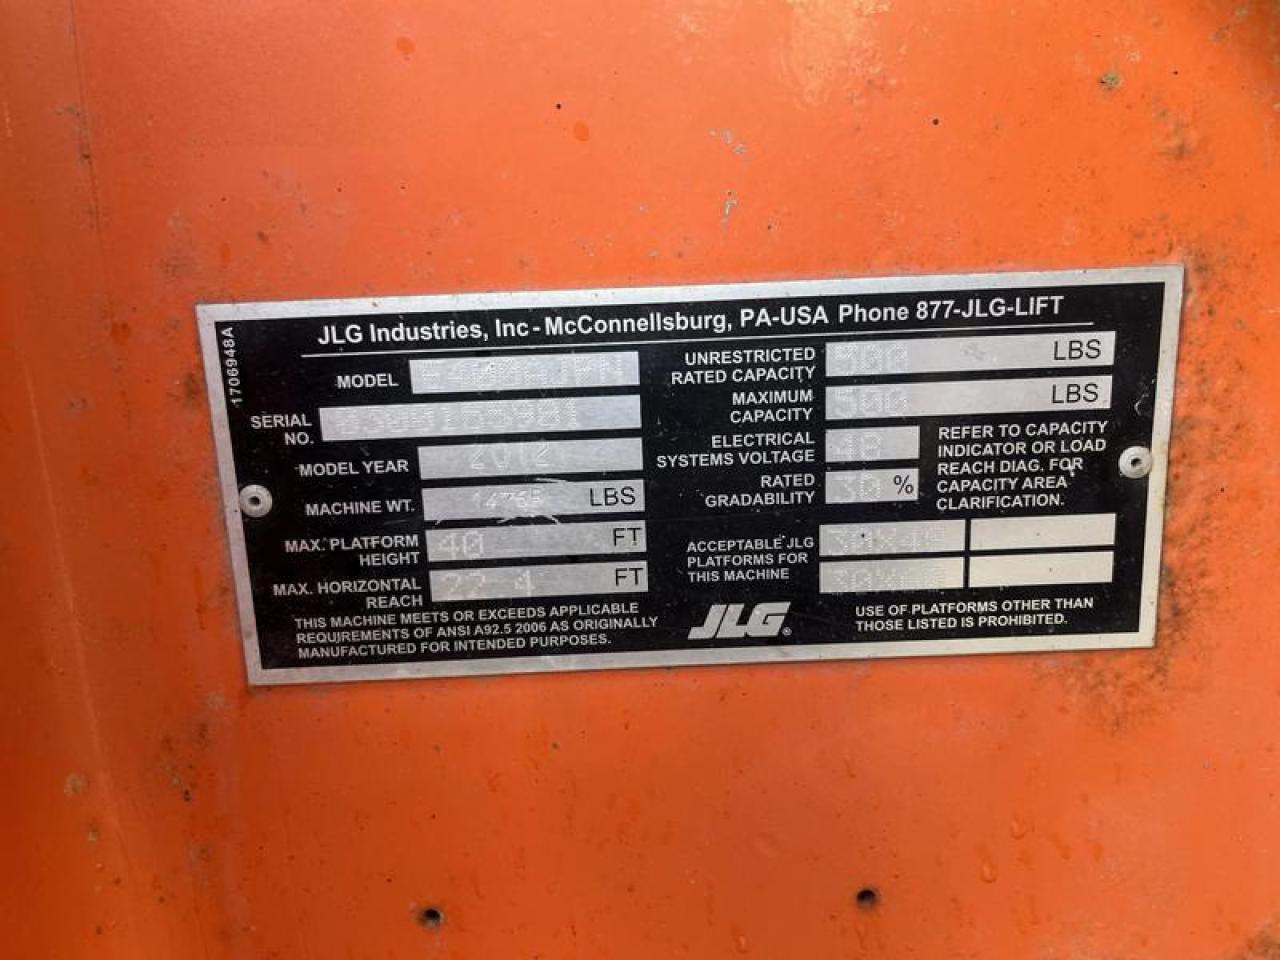 JLG Industries, Inc - McConnellsburg, PA-USA Phone 877-JLG-LIFT
1706948A
MODEL E400AJPN
SERIAL NO.
MODEL YEAR 2012
MACHINE WT. LBS
MAX. PLATFORM HEIGHT 40 FT
MAX. HORIZONTAL REACH FT
THIS MACHINE MEETS OR EXCEEDS APPLICABLE
REQUIREMENTS OF ANSI A92.5 2006 AS ORIGINALLY
MANUFACTURED FOR INTENDED PURPOSES.
UNRESTRICTED RATED CAPACITY 500 LBS
MAXIMUM CAPACITY 500 LBS
ELECTRICAL SYSTEMS VOLTAGE 48
RATED GRADABILITY 30 %
REFER TO CAPACITY
INDICATOR OR LOAD
REACH DIAG. FOR
CAPACITY AREA
CLARIFICATION.
ACCEPTABLE JLG
PLATFORMS FOR
THIS MACHINE
30X48
30X60
JLG®
USE OF PLATFORMS OTHER THAN
THOSE LISTED IS PROHIBITED.